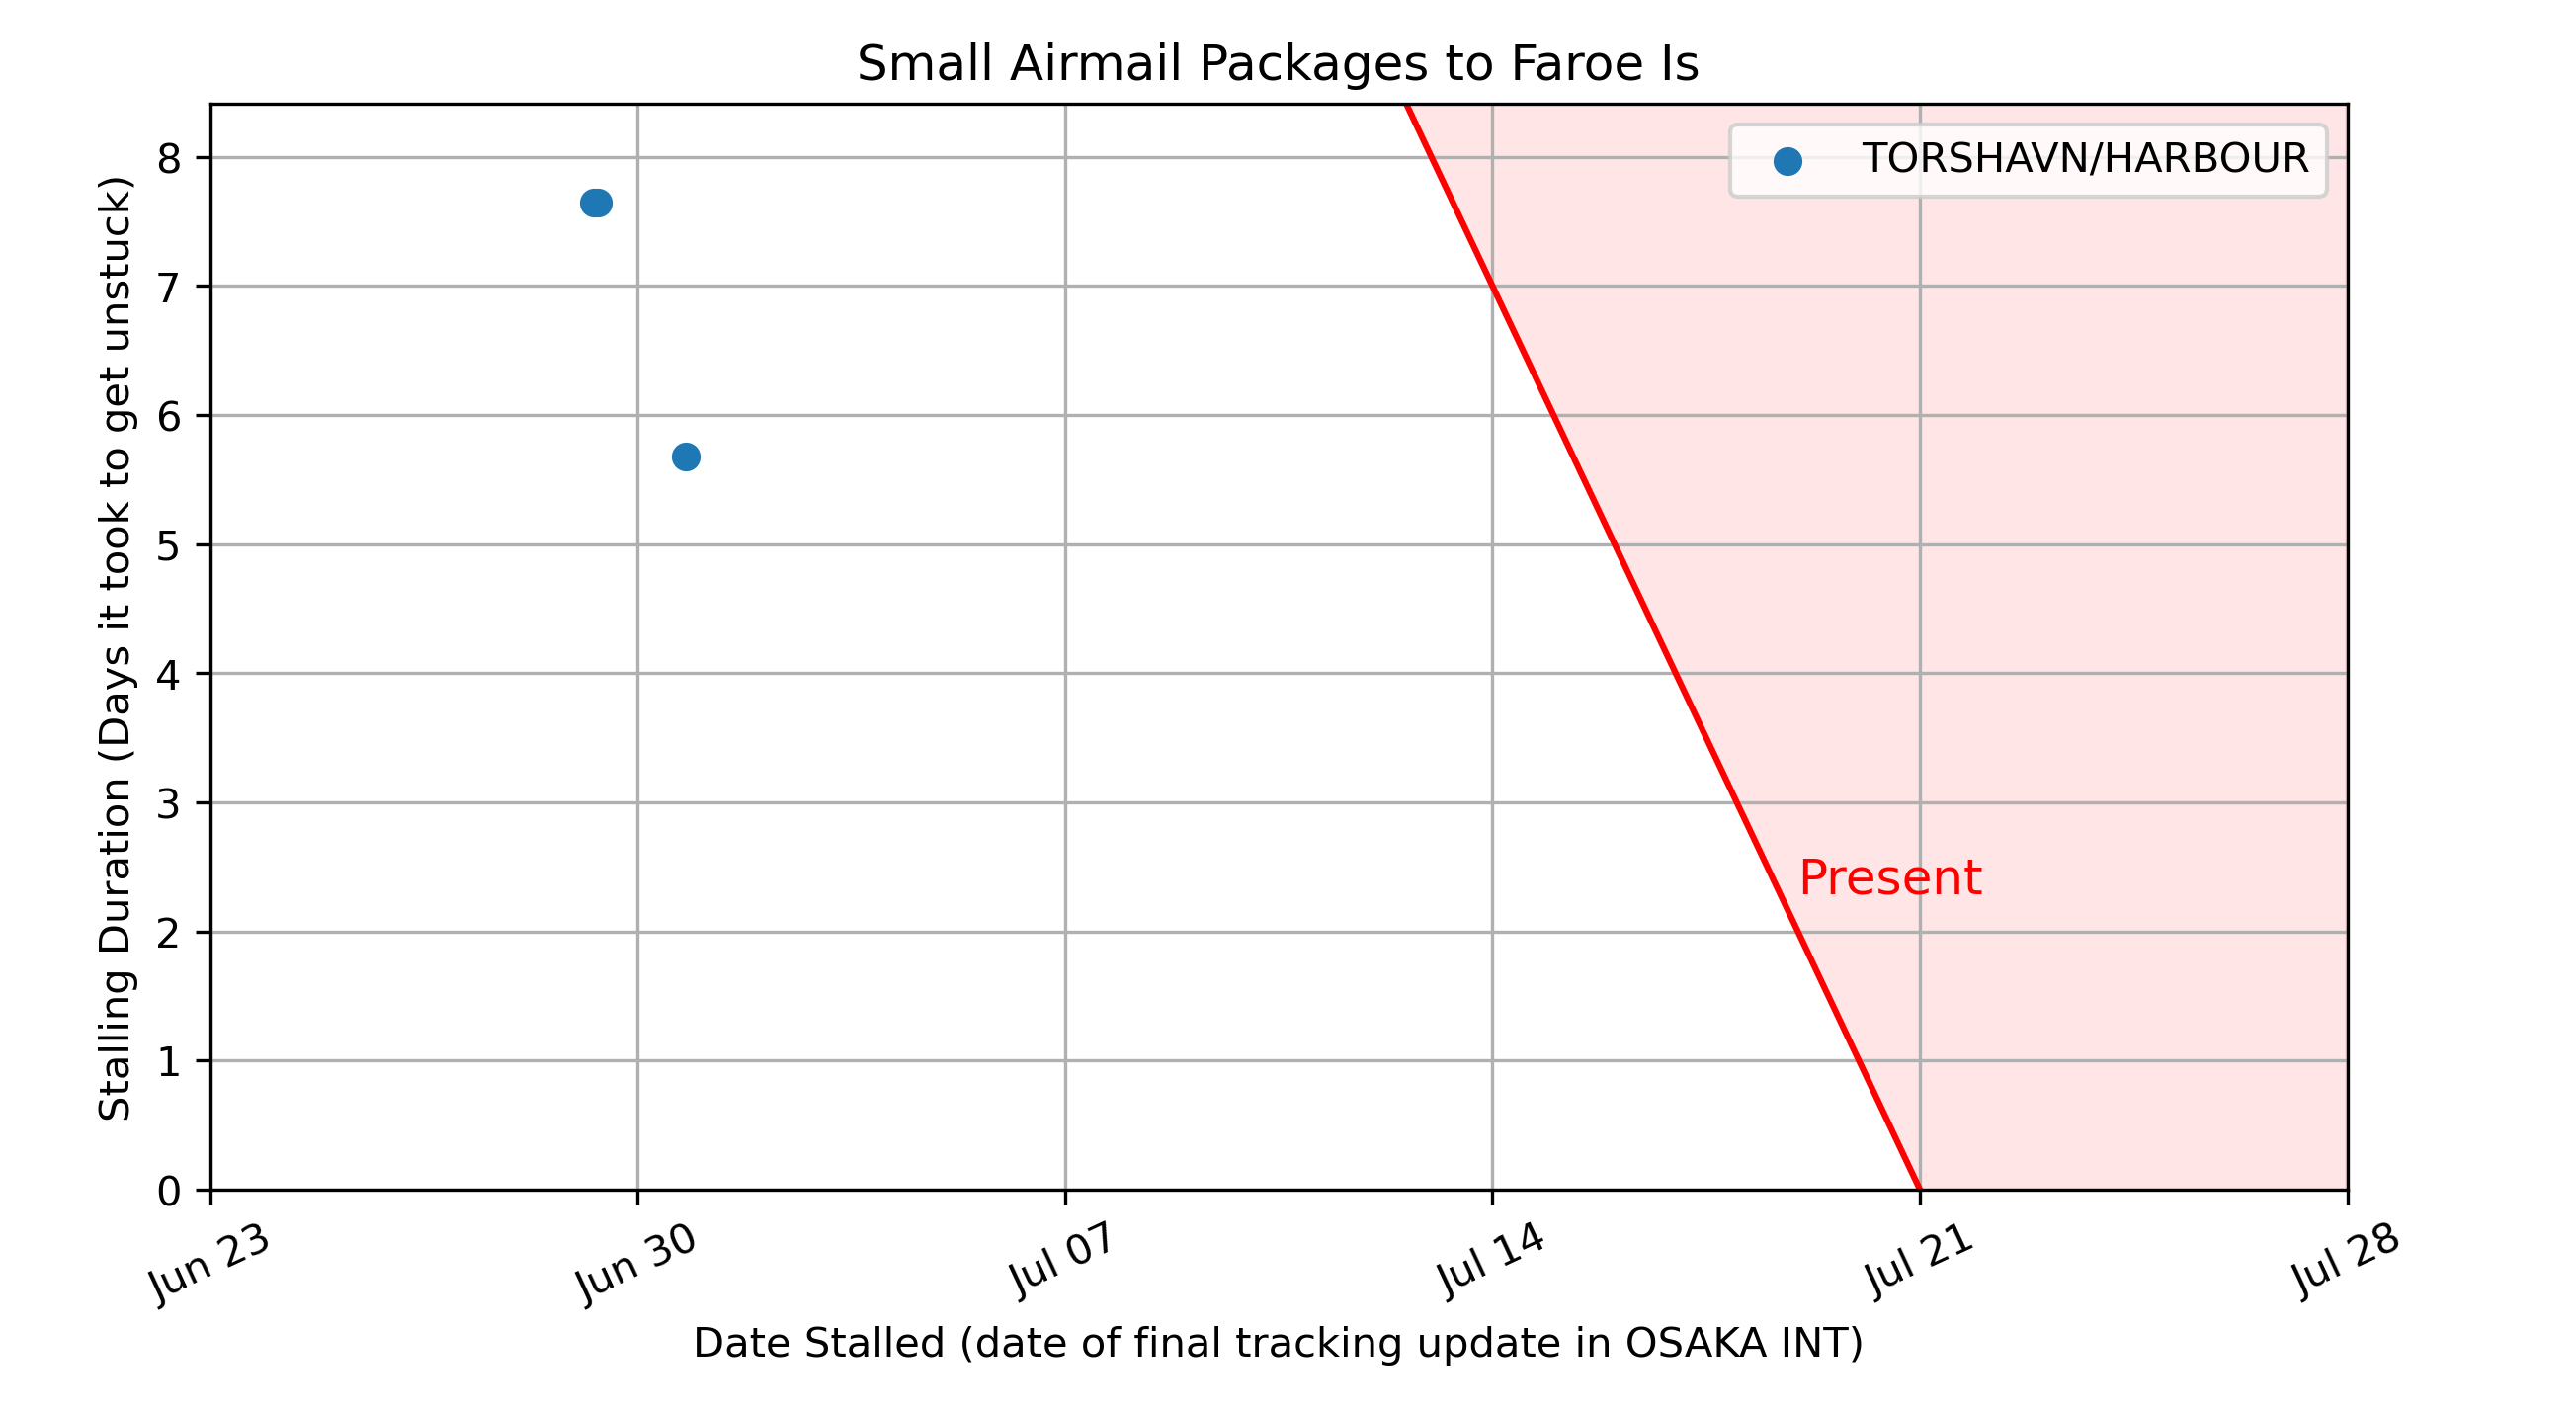 Small Airmail Packages to Faroe Is
TORSHAVN/HARBOUR
Stalling Duration (Days it took to get unstuck)
8
7
6
5
4
3
2
1
0
Present
Jun 23
Jun 30
Jul 07
Jul 14
Jul 21
Jul 28
Date Stalled (date of final tracking update in OSAKA INT)